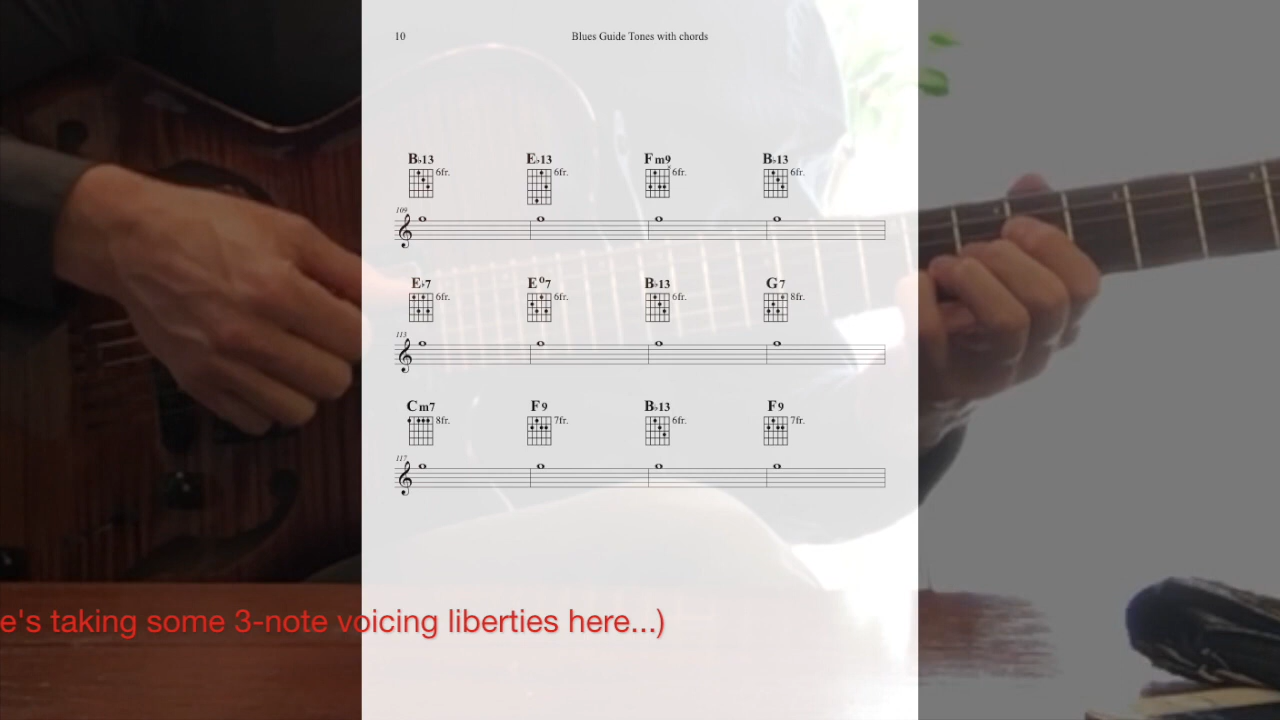 10 Blues Guide Tones with chords
B♭13 E♭13 Fm9 B♭13
6fr. 6fr. x 6fr. 6fr.
109
E♭7 Eo7 B♭13 G7
6fr. 6fr. 6fr. 8fr.
113
Cm7 F9 B♭13 F9
8fr. 7fr. 6fr. 7fr.
117
e's taking some 3-note voicing liberties here...)